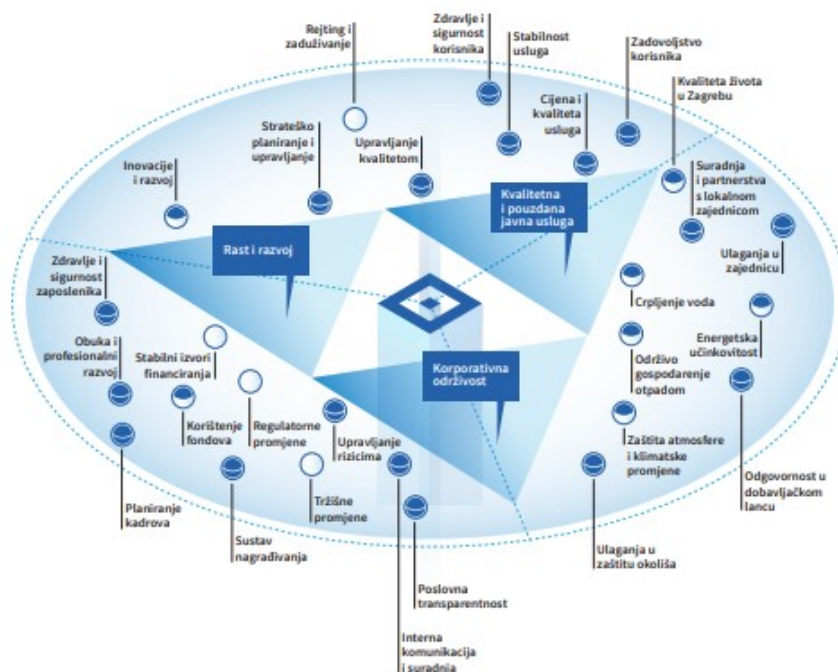 Rejting i
zaduživanje
Zdravlje i
sigurnost
korisnika
Stabilnost
usluga
Zadovoljstvo
korisnika
Kvaliteta života
u Zagrebu
Cijena i
kvaliteta
usluga
Strateško
planiranje i
upravljanje
Upravljanje
kvalitetom
Inovacije
i razvoj
Suradnja
i partnerstva
s lokalnom
zajednicom
Kvalitetna
i pouzdana
javna usluga
Rast i razvoj
Ulaganja u
zajednicu
Zdravlje i
sigurnost
zaposlenika
Crpljenje voda
Obuka i
profesionalni
razvoj
Stabilni izvori
financiranja
Energetska
učinkovitost
Korporativna
održivost
Održivo
gospodarenje
otpadom
Korištenje
fondova
Regulatorne
promjene
Upravljanje
rizicima
Zaštita atmosfere
i klimatske
promjene
Odgovornost u
dobavljačkom
lancu
Planiranje
kadrova
Tržišne
promjene
Sustav
nagrađivanja
Ulaganja u
zaštitu okoliša
Poslovna
transparentnost
Interna
komunikacija
i suradnja